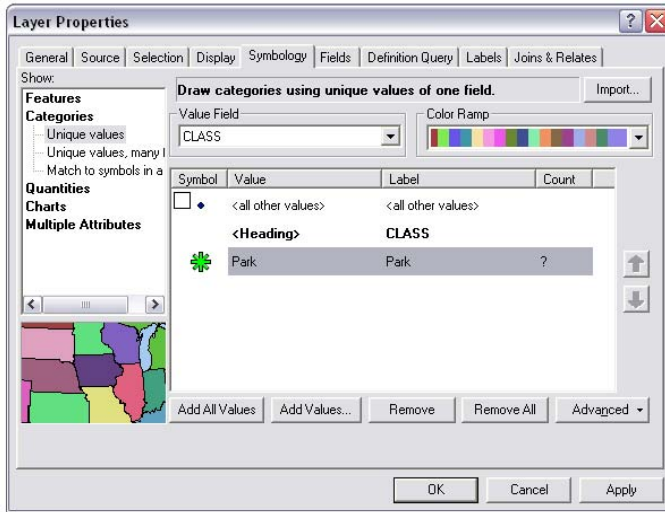 Layer Properties
General Source Selection Display Symbology Fields Definition Query Labels Joins & Relates
Show:
Features
Categories
Unique values
Unique values, many
Match to symbols in a
Quantities
Charts
Multiple Attributes
Draw categories using unique values of one field.
Import...
Value Field
CLASS
Color Ramp
Symbol Value Label Count
<all other values> <all other values>
<Heading> CLASS
Park Park ?
Add All Values Add Values... Remove Remove All Advanced
OK Cancel Apply